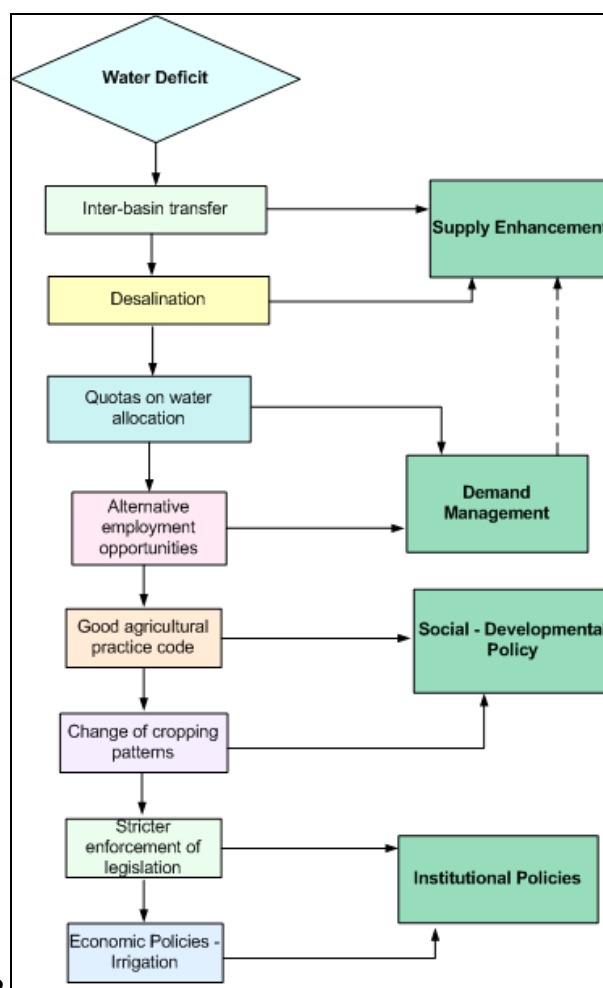 Water Deficit
Inter-basin transfer
Supply Enhancement
Desalination
Quotas on water
allocation
Demand
Management
Alternative
employment
opportunities
Good agricultural
practice code
Social - Developmental
Policy
Change of cropping
patterns
Stricter
enforcement of
legislation
Institutional Policies
Economic Policies -
Irrigation